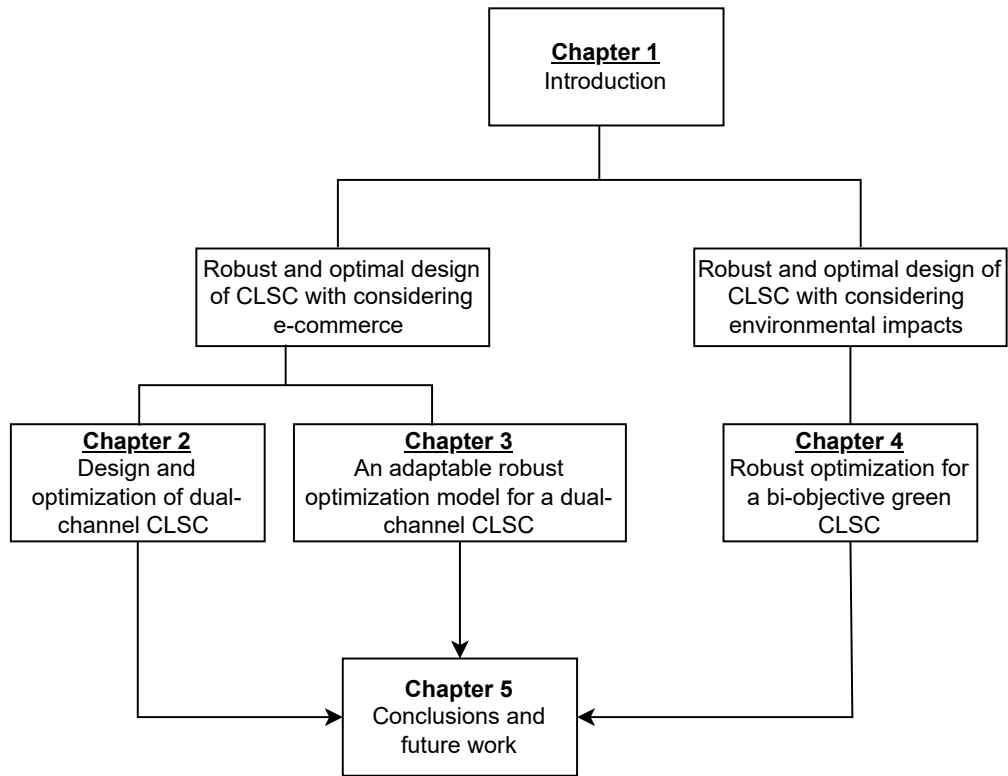 Chapter 1
Introduction
Robust and optimal design
of CLSC with considering
e-commerce
Robust and optimal design of
CLSC with considering
environmental impacts
Chapter 2
Design and
optimization of dual-
channel CLSC
Chapter 3
An adaptable robust
optimization model for a dual-
channel CLSC
Chapter 4
Robust optimization for
a bi-objective green
CLSC
Chapter 5
Conclusions and
future work